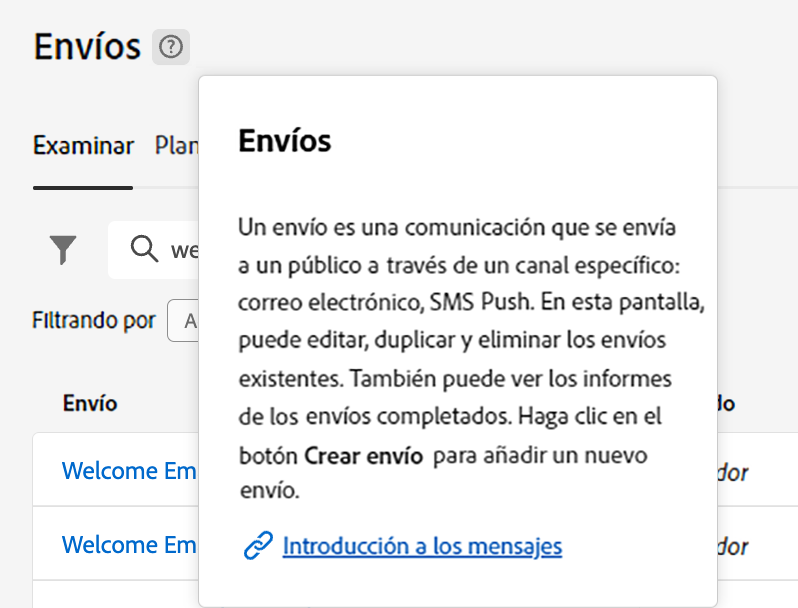 Envíos
Examinar Plan
Envíos
Un envío es una comunicación que se envía
a un público a través de un canal específico:
correo electrónico, SMS Push. En esta pantalla,
puede editar, duplicar y eliminar los envíos
existentes. También puede ver los informes
de los envíos completados. Haga clic en el
botón Crear envío para añadir un nuevo
envío.
Introducción a los mensajes
we
Filtrando por A
Envío do
Welcome Em dor
Welcome Em dor